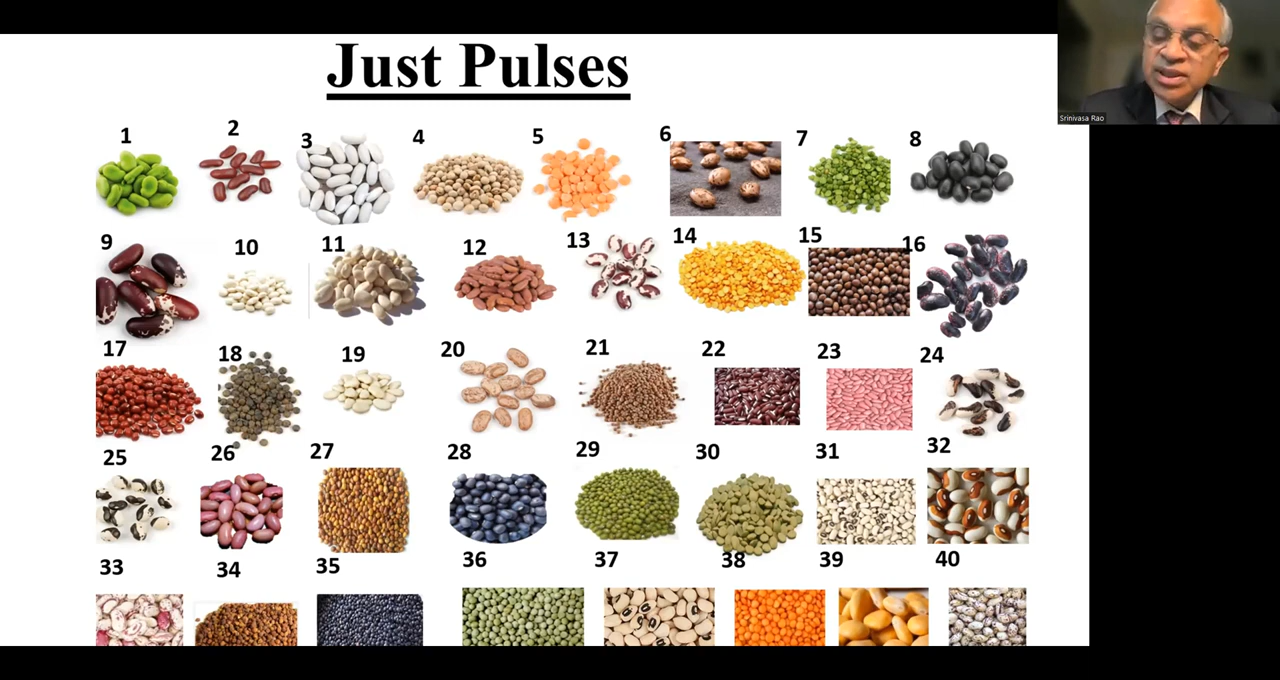 Just Pulses
Srinivasa Rao
1 2 3 4 5 6 7 8
9 10 11 12 13 14 15 16
17 18 19 20 21 22 23 24
25 26 27 28 29 30 31 32
33 34 35 36 37 38 39 40